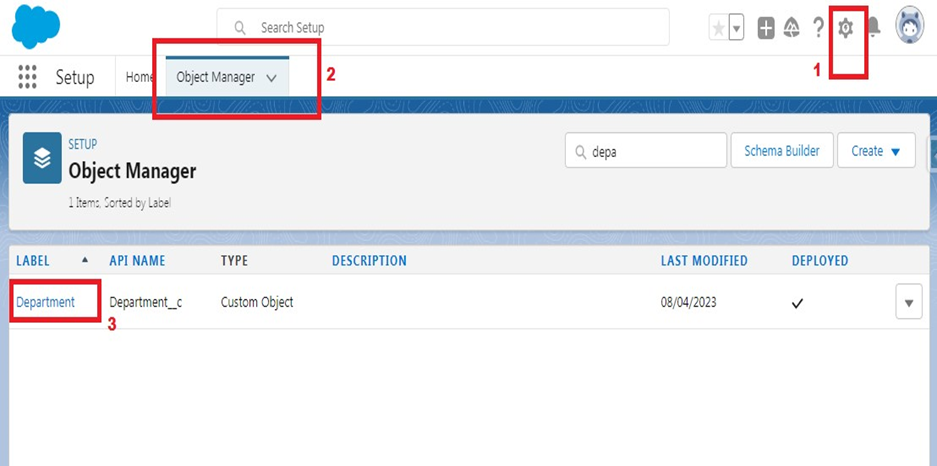 Search Setup
1
Setup
Home
Object Manager
2
SETUP
Object Manager
1 Items, Sorted by Label
depa
Schema Builder
Create
LABEL API NAME TYPE DESCRIPTION LAST MODIFIED DEPLOYED
Department Department__c Custom Object 08/04/2023
3